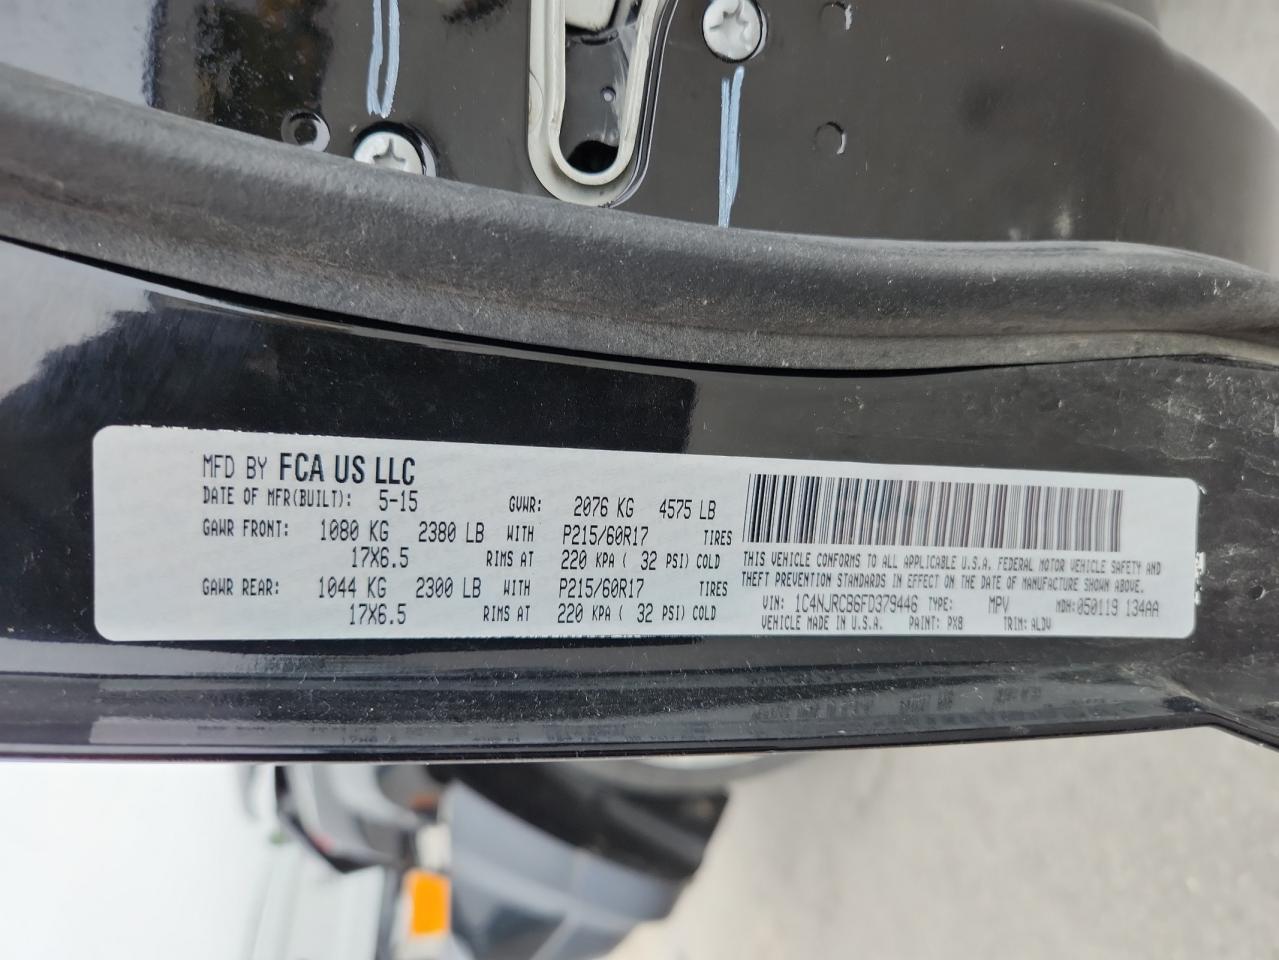 MFD BY FCA US LLC
DATE OF MFR(BUILT): 5-15 GVWR: 2076 KG 4575 LB
GAWR FRONT: 1080 KG 2380 LB WITH P215/60R17 TIRES
17X6.5 RIMS AT 220 KPA ( 32 PSI) COLD
GAWR REAR: 1044 KG 2300 LB WITH P215/60R17 TIRES
17X6.5 RIMS AT 220 KPA ( 32 PSI) COLD
THIS VEHICLE CONFORMS TO ALL APPLICABLE U.S.A. FEDERAL MOTOR VEHICLE SAFETY AND
THEFT PREVENTION STANDARDS IN EFFECT ON THE DATE OF MANUFACTURE SHOWN ABOVE.
VIN: 1C4NJRCB6FD379446 TYPE: MPV MDH: 050119 134AA
VEHICLE MADE IN U.S.A. PAINT: PX8 TRIM: ALDV